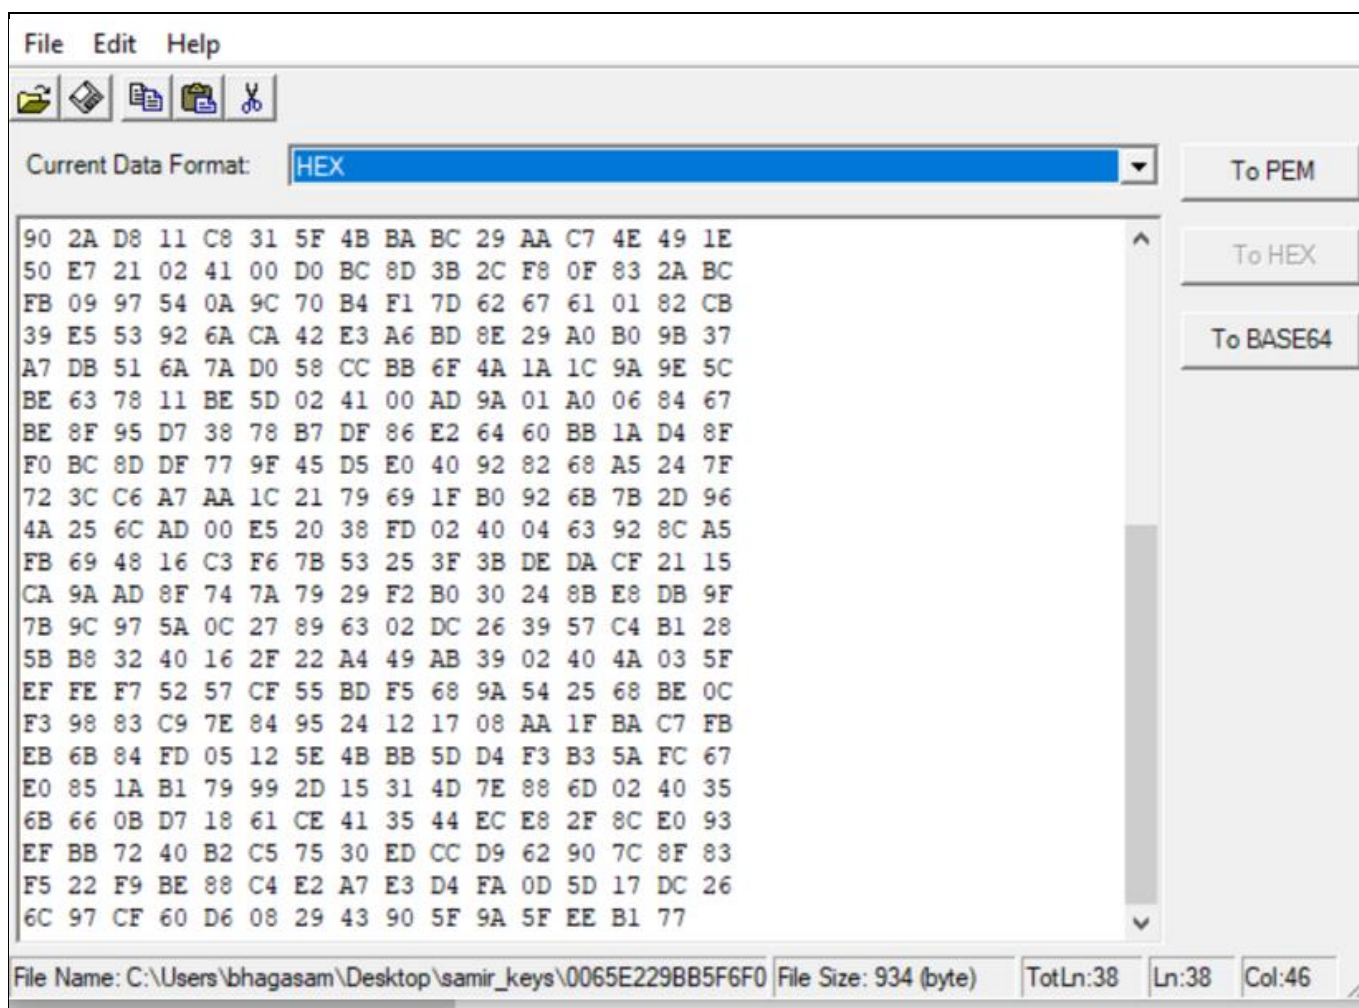 File Edit Help
Current Data Format: HEX
To PEM
To HEX
To BASE64
90 2A D8 11 C8 31 5F 4B BA BC 29 AA C7 4E 49 1E
50 E7 21 02 41 00 D0 BC 8D 3B 2C F8 0F 83 2A BC
FB 09 97 54 0A 9C 70 B4 F1 7D 62 67 61 01 82 CB
39 E5 53 92 6A CA 42 E3 A6 BD 8E 29 A0 B0 9B 37
A7 DB 51 6A 7A D0 58 CC BB 6F 4A 1A 1C 9A 9E 5C
BE 63 78 11 BE 5D 02 41 00 AD 9A 01 A0 06 84 67
BE 8F 95 D7 38 78 B7 DF 86 E2 64 60 BB 1A D4 8F
F0 BC 8D DF 77 9F 45 D5 E0 40 92 82 68 A5 24 7F
72 3C C6 A7 AA 1C 21 79 69 1F B0 92 6B 7B 2D 96
4A 25 6C AD 00 E5 20 38 FD 02 40 04 63 92 8C A5
FB 69 48 16 C3 F6 7B 53 25 3F 3B DE DA CF 21 15
CA 9A AD 8F 74 7A 79 29 F2 B0 30 24 8B E8 DB 9F
7B 9C 97 5A 0C 27 89 63 02 DC 26 39 57 C4 B1 28
5B B8 32 40 16 2F 22 A4 49 AB 39 02 40 4A 03 5F
EF FE F7 52 57 CF 55 BD F5 68 9A 54 25 68 BE 0C
F3 98 83 C9 7E 84 95 24 12 17 08 AA 1F BA C7 FB
EB 6B 84 FD 05 12 5E 4B BB 5D D4 F3 B3 5A FC 67
E0 85 1A B1 79 99 2D 15 31 4D 7E 88 6D 02 40 35
6B 66 0B D7 18 61 CE 41 35 44 EC E8 2F 8C E0 93
EF BB 72 40 B2 C5 75 30 ED CC D9 62 90 7C 8F 83
F5 22 F9 BE 88 C4 E2 A7 E3 D4 FA 0D 5D 17 DC 26
6C 97 CF 60 D6 08 29 43 90 5F 9A 5F EE B1 77
File Name: C:\Users\bhagasam\Desktop\samir_keys\0065E229BB5F6F0 File Size: 934 (byte) TotLn:38 Ln:38 Col:46